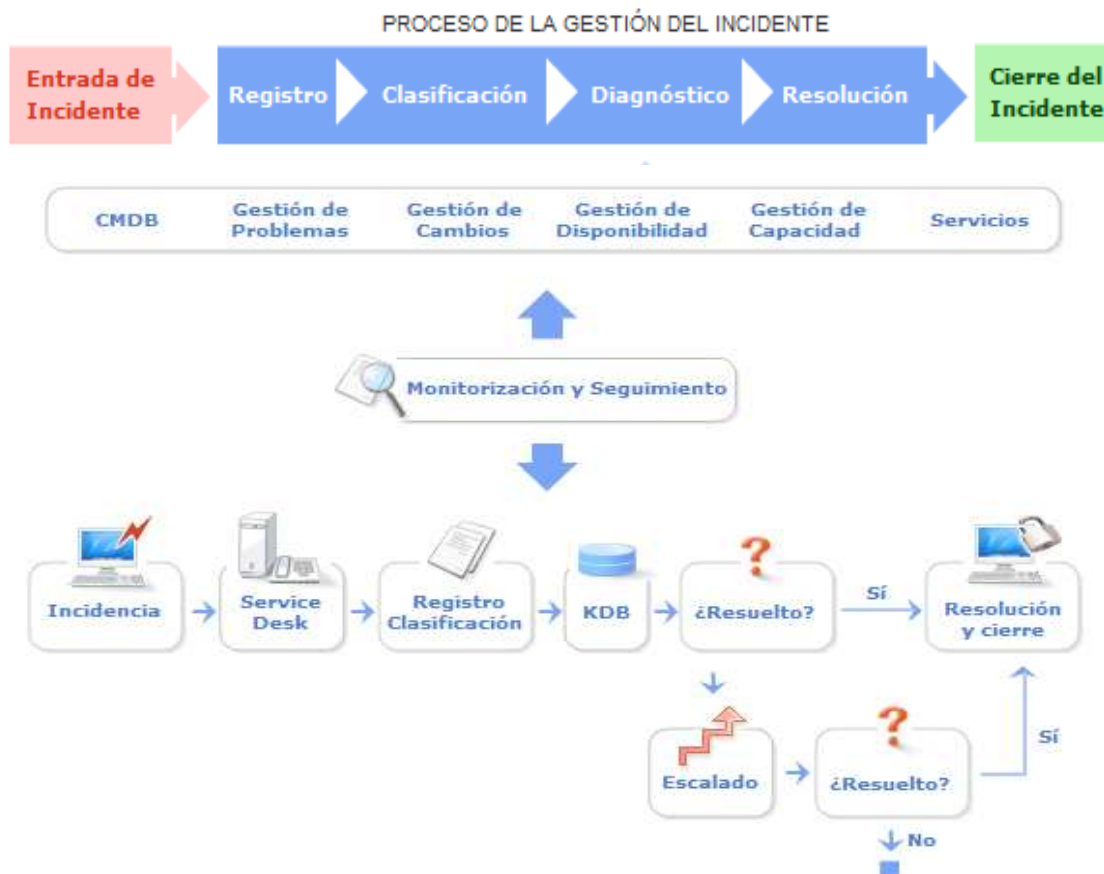 PROCESO DE LA GESTIÓN DEL INCIDENTE
Entrada de
Incidente
Registro
Clasificación
Diagnóstico
Resolución
Cierre del
Incidente
CMDB
Gestión de
Problemas
Gestión de
Cambios
Gestión de
Disponibilidad
Gestión de
Capacidad
Servicios
Monitorización y Seguimiento
Incidencia
Service
Desk
Registro
Clasificación
KDB
¿Resuelto?
Sí
Resolución
y cierre
Escalado
¿Resuelto?
Sí
No